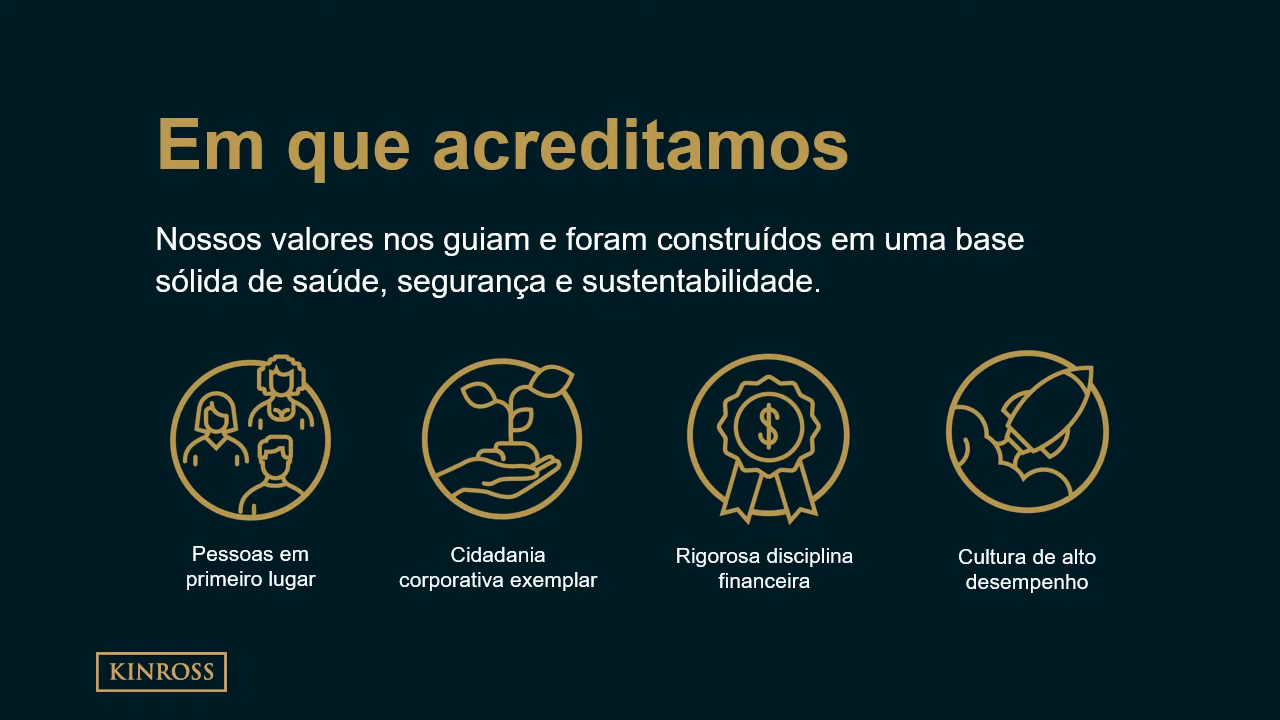 Em que acreditamos
Nossos valores nos guiam e foram construídos em uma base
sólida de saúde, segurança e sustentabilidade.
$
Pessoas em
primeiro lugar
Cidadania
corporativa exemplar
Rigorosa disciplina
financeira
Cultura de alto
desempenho
KINROSS